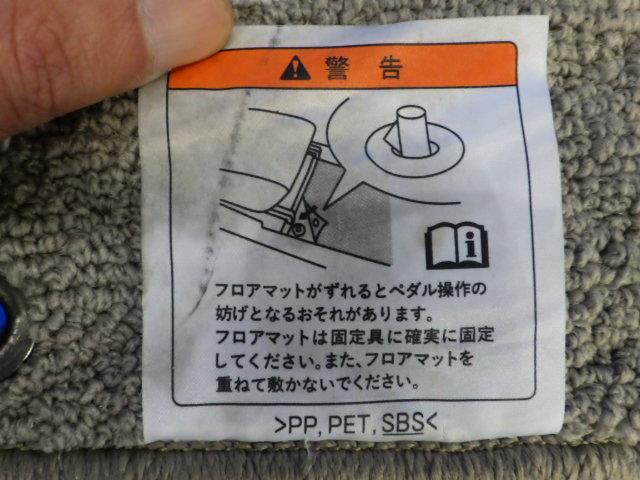 警告
フロアマットがずれるとペダル操作の
妨げとなるおそれがあります。
フロアマットは固定具に確実に固定
してください。また、フロアマットを
重ねて敷かないでください。
>PP, PET, SBS<